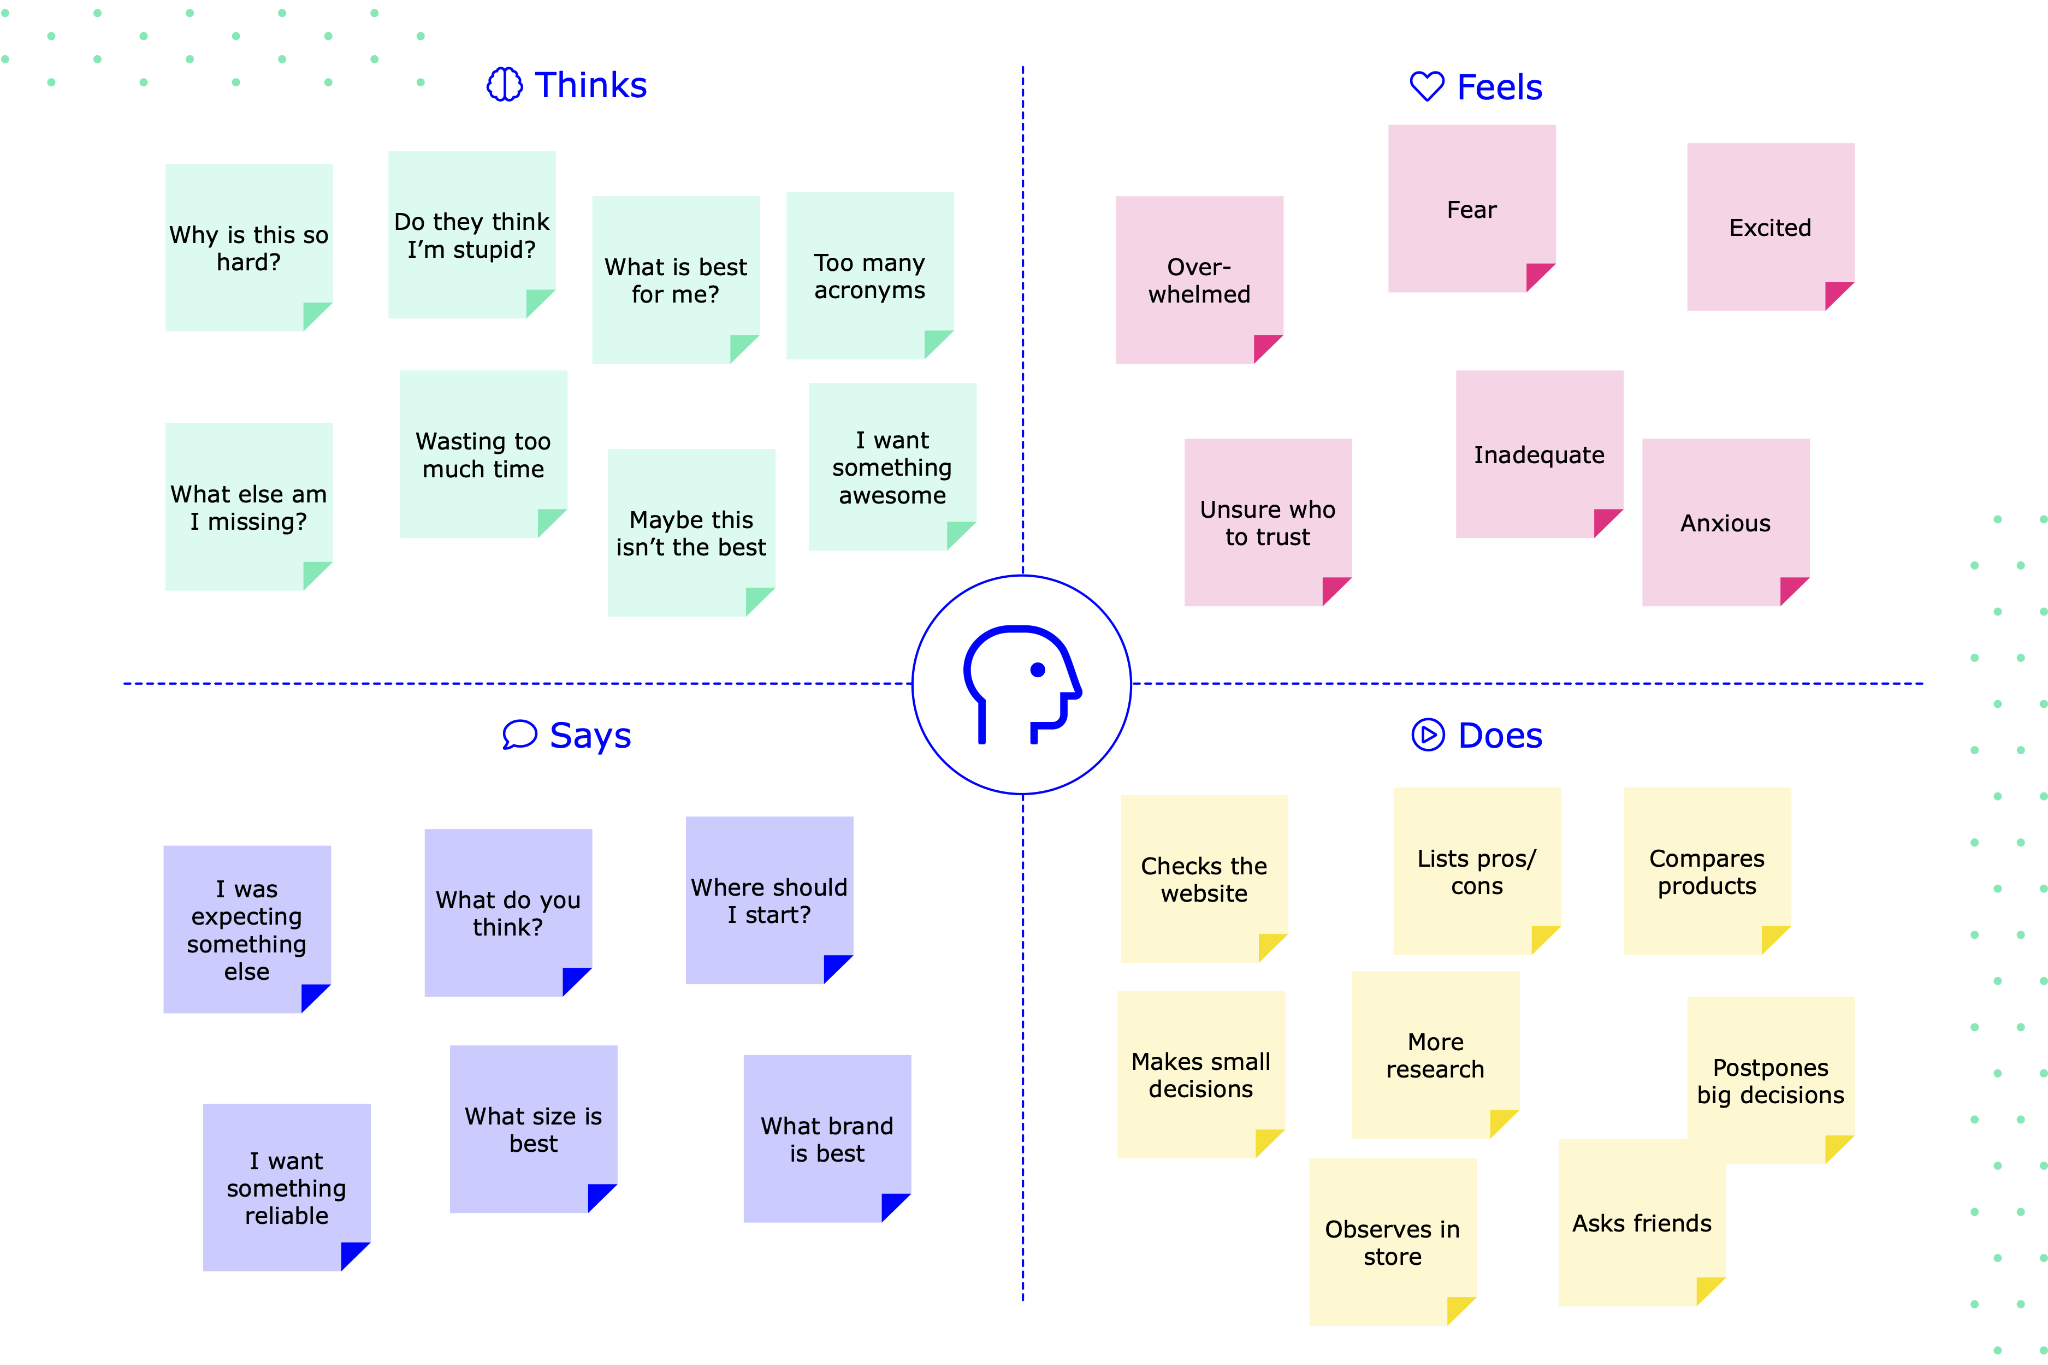 Thinks
Why is this so
hard?
Do they think
I’m stupid?
What is best
for me?
Too many
acronyms
What else am
I missing?
Wasting too
much time
Maybe this
isn’t the best
I want
something
awesome
Feels
Over-
whelmed
Fear
Excited
Unsure who
to trust
Inadequate
Anxious
Says
I was
expecting
something
else
What do you
think?
Where should
I start?
I want
something
reliable
What size is
best
What brand
is best
Does
Checks the
website
Lists pros/
cons
Compares
products
Makes small
decisions
More
research
Postpones
big decisions
Observes in
store
Asks friends